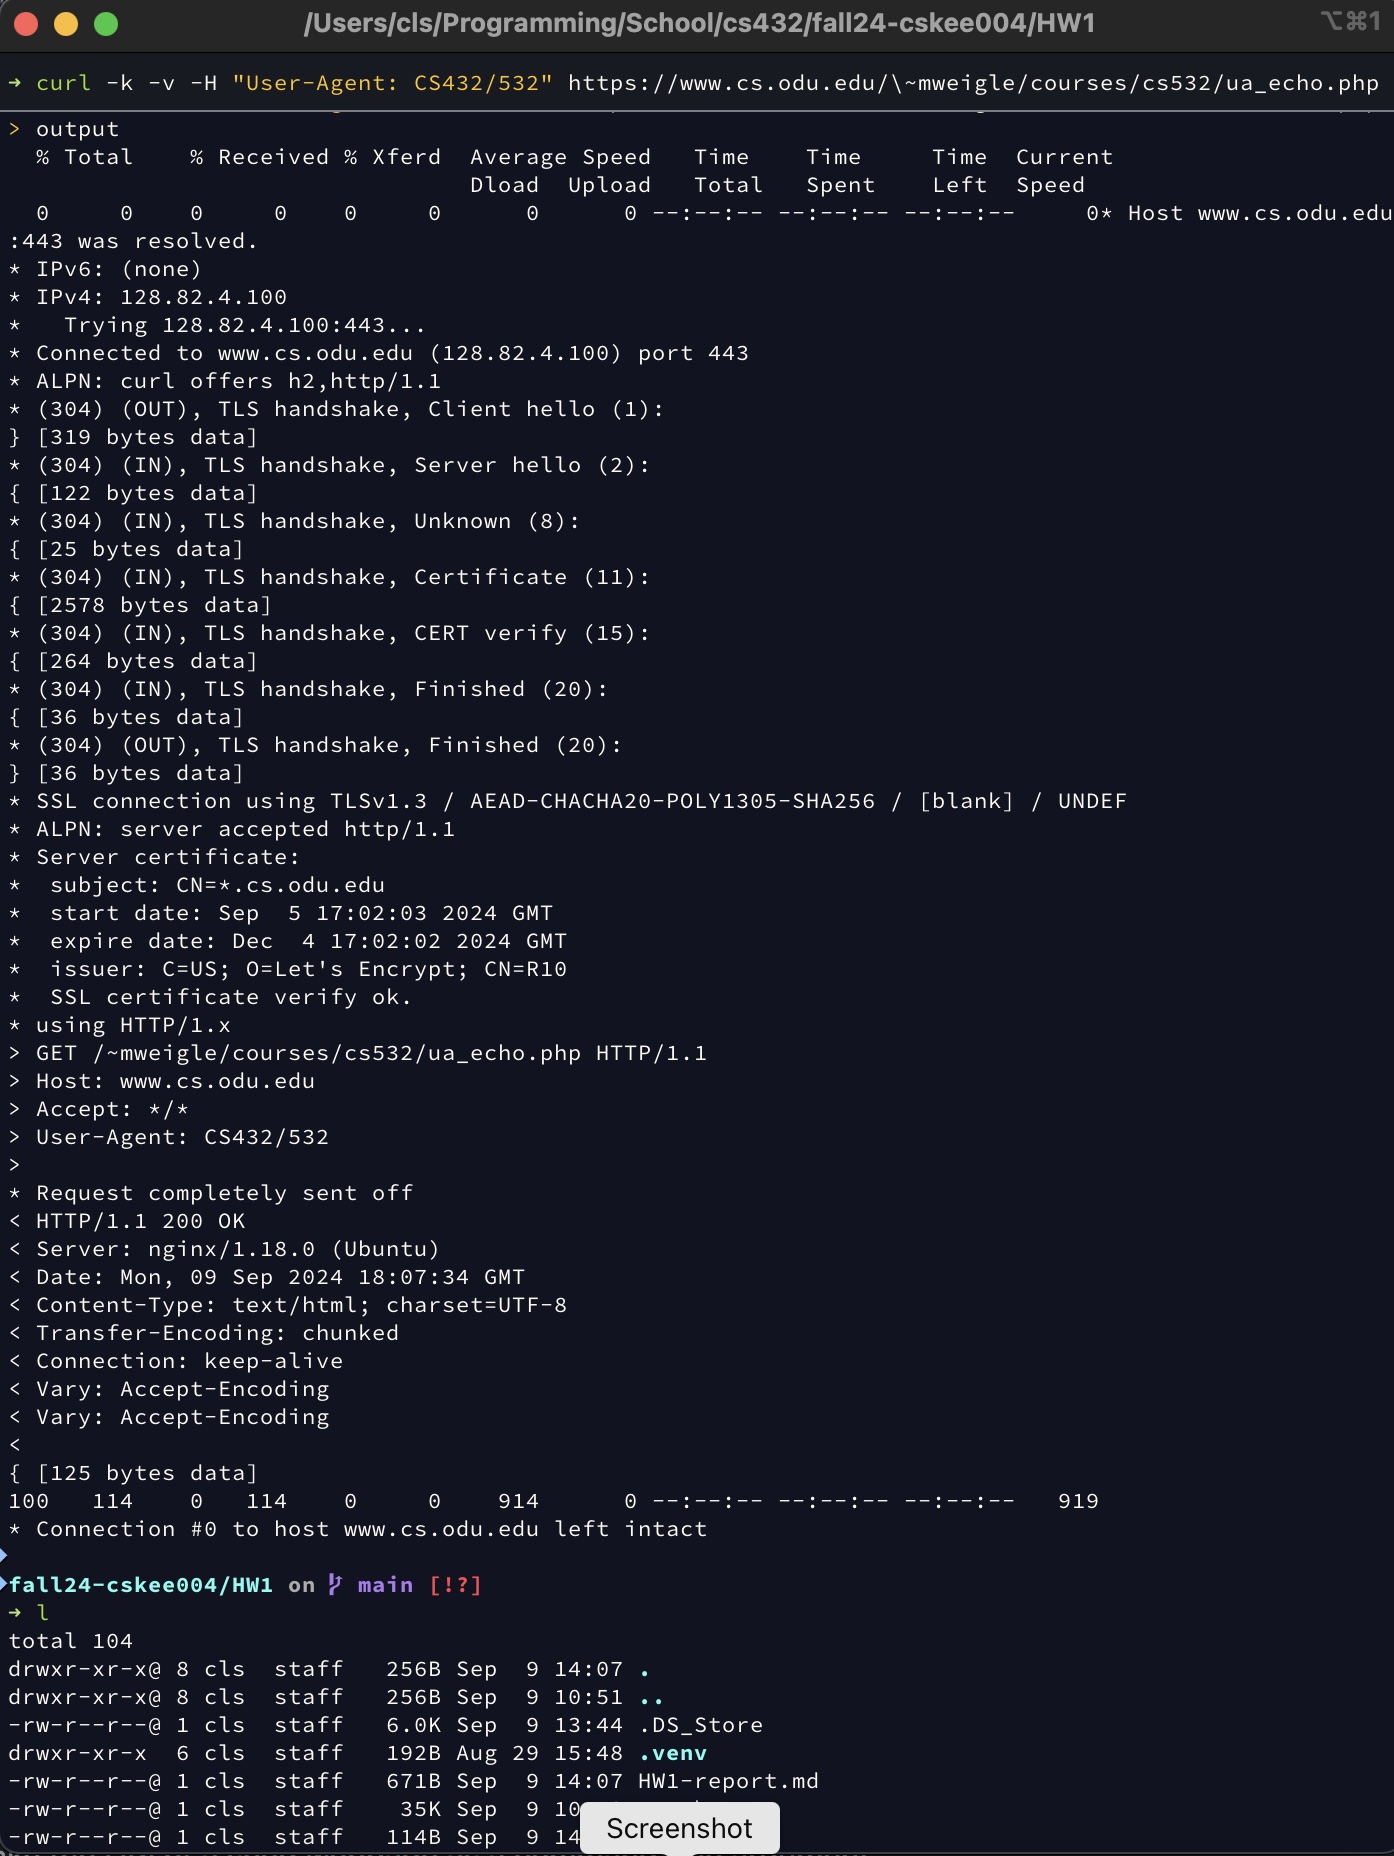 /Users/cls/Programming/School/cs432/fall24-cskee004/HW1 ⌥⌘1
➜ curl -k -v -H "User-Agent: CS432/532" https://www.cs.odu.edu/\~mweigle/courses/cs532/ua_echo.php
> output
  % Total    % Received % Xferd  Average Speed   Time    Time     Time  Current
                                 Dload  Upload   Total   Spent    Left  Speed
  0     0    0     0    0     0      0      0 --:--:-- --:--:-- --:--:--     0* Host www.cs.odu.edu
:443 was resolved.
* IPv6: (none)
* IPv4: 128.82.4.100
*   Trying 128.82.4.100:443...
* Connected to www.cs.odu.edu (128.82.4.100) port 443
* ALPN: curl offers h2,http/1.1
* (304) (OUT), TLS handshake, Client hello (1):
} [319 bytes data]
* (304) (IN), TLS handshake, Server hello (2):
{ [122 bytes data]
* (304) (IN), TLS handshake, Unknown (8):
{ [25 bytes data]
* (304) (IN), TLS handshake, Certificate (11):
{ [2578 bytes data]
* (304) (IN), TLS handshake, CERT verify (15):
{ [264 bytes data]
* (304) (IN), TLS handshake, Finished (20):
{ [36 bytes data]
* (304) (OUT), TLS handshake, Finished (20):
} [36 bytes data]
* SSL connection using TLSv1.3 / AEAD-CHACHA20-POLY1305-SHA256 / [blank] / UNDEF
* ALPN: server accepted http/1.1
* Server certificate:
*  subject: CN=*.cs.odu.edu
*  start date: Sep  5 17:02:03 2024 GMT
*  expire date: Dec  4 17:02:02 2024 GMT
*  issuer: C=US; O=Let's Encrypt; CN=R10
*  SSL certificate verify ok.
* using HTTP/1.x
> GET /~mweigle/courses/cs532/ua_echo.php HTTP/1.1
> Host: www.cs.odu.edu
> Accept: */*
> User-Agent: CS432/532
>
* Request completely sent off
< HTTP/1.1 200 OK
< Server: nginx/1.18.0 (Ubuntu)
< Date: Mon, 09 Sep 2024 18:07:34 GMT
< Content-Type: text/html; charset=UTF-8
< Transfer-Encoding: chunked
< Connection: keep-alive
< Vary: Accept-Encoding
< Vary: Accept-Encoding
<
{ [125 bytes data]
100   114    0   114    0     0    914      0 --:--:-- --:--:-- --:--:--   919
* Connection #0 to host www.cs.odu.edu left intact
fall24-cskee004/HW1 on main [!?]
➜ l
total 104
drwxr-xr-x@ 8 cls  staff   256B Sep  9 14:07 .
drwxr-xr-x@ 8 cls  staff   256B Sep  9 10:51 ..
-rw-r--r--@ 1 cls  staff   6.0K Sep  9 13:44 .DS_Store
drwxr-xr-x  6 cls  staff   192B Aug 29 15:48 .venv
-rw-r--r--@ 1 cls  staff   671B Sep  9 14:07 HW1-report.md
-rw-r--r--@ 1 cls  staff    35K Sep  9 10
-rw-r--r--@ 1 cls  staff   114B Sep  9 14
Screenshot